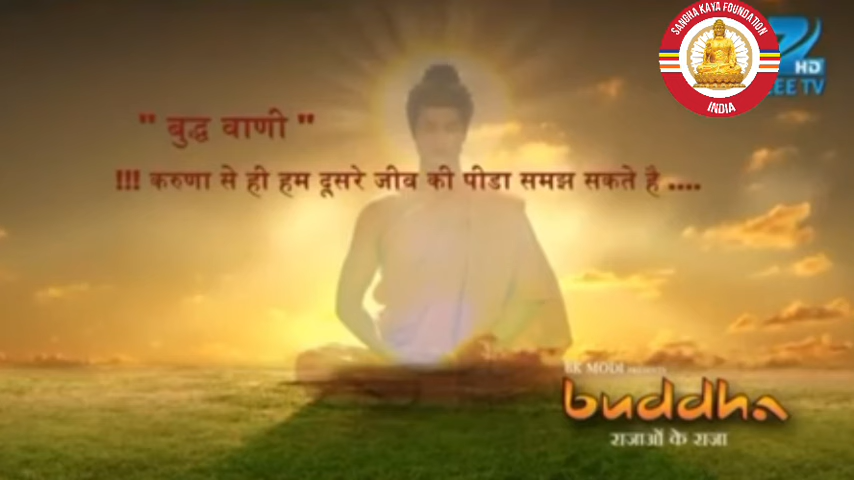 SANGHA KAYA FOUNDATION
INDIA
HD
ZEE TV
" बुद्ध वाणी "
!!! करुणा से ही हम दूसरे जीव की पीडा समझ सकते है ....
BK MODI PRESENTS
buddha
राजाओं के राजा